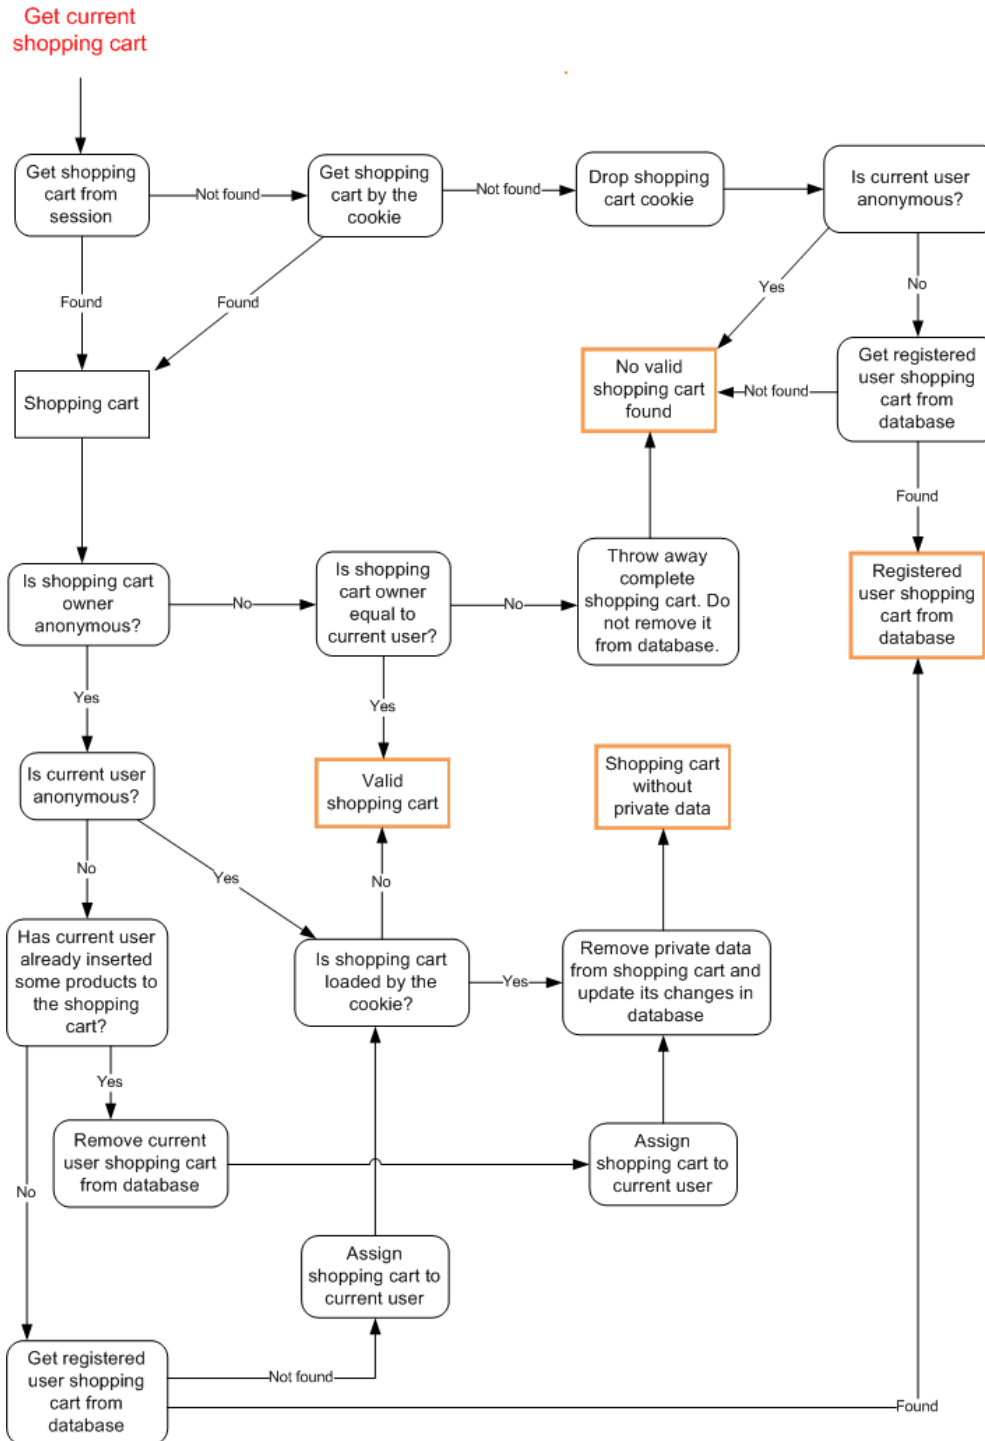 Get current
shopping cart
Get shopping
cart from
session
Not found
Get shopping
cart by the
cookie
Not found
Drop shopping
cart cookie
Is current user
anonymous?
Found
Found
Yes
No
Shopping cart
No valid
shopping cart
found
Not found
Get registered
user shopping
cart from
database
Found
Is shopping cart
owner
anonymous?
No
Is shopping
cart owner
equal to
current user?
No
Throw away
complete
shopping cart. Do
not remove it
from database.
Registered
user shopping
cart from
database
Yes
Yes
Is current user
anonymous?
Valid
shopping cart
Shopping cart
without
private data
No
Yes
No
Has current user
already inserted
some products to
the shopping
cart?
Is shopping cart
loaded by the
cookie?
Yes
Remove private data
from shopping cart and
update its changes in
database
Yes
Remove current
user shopping cart
from database
Assign
shopping cart to
current user
No
Assign
shopping cart to
current user
Get registered
user shopping
cart from
database
Not found
Found